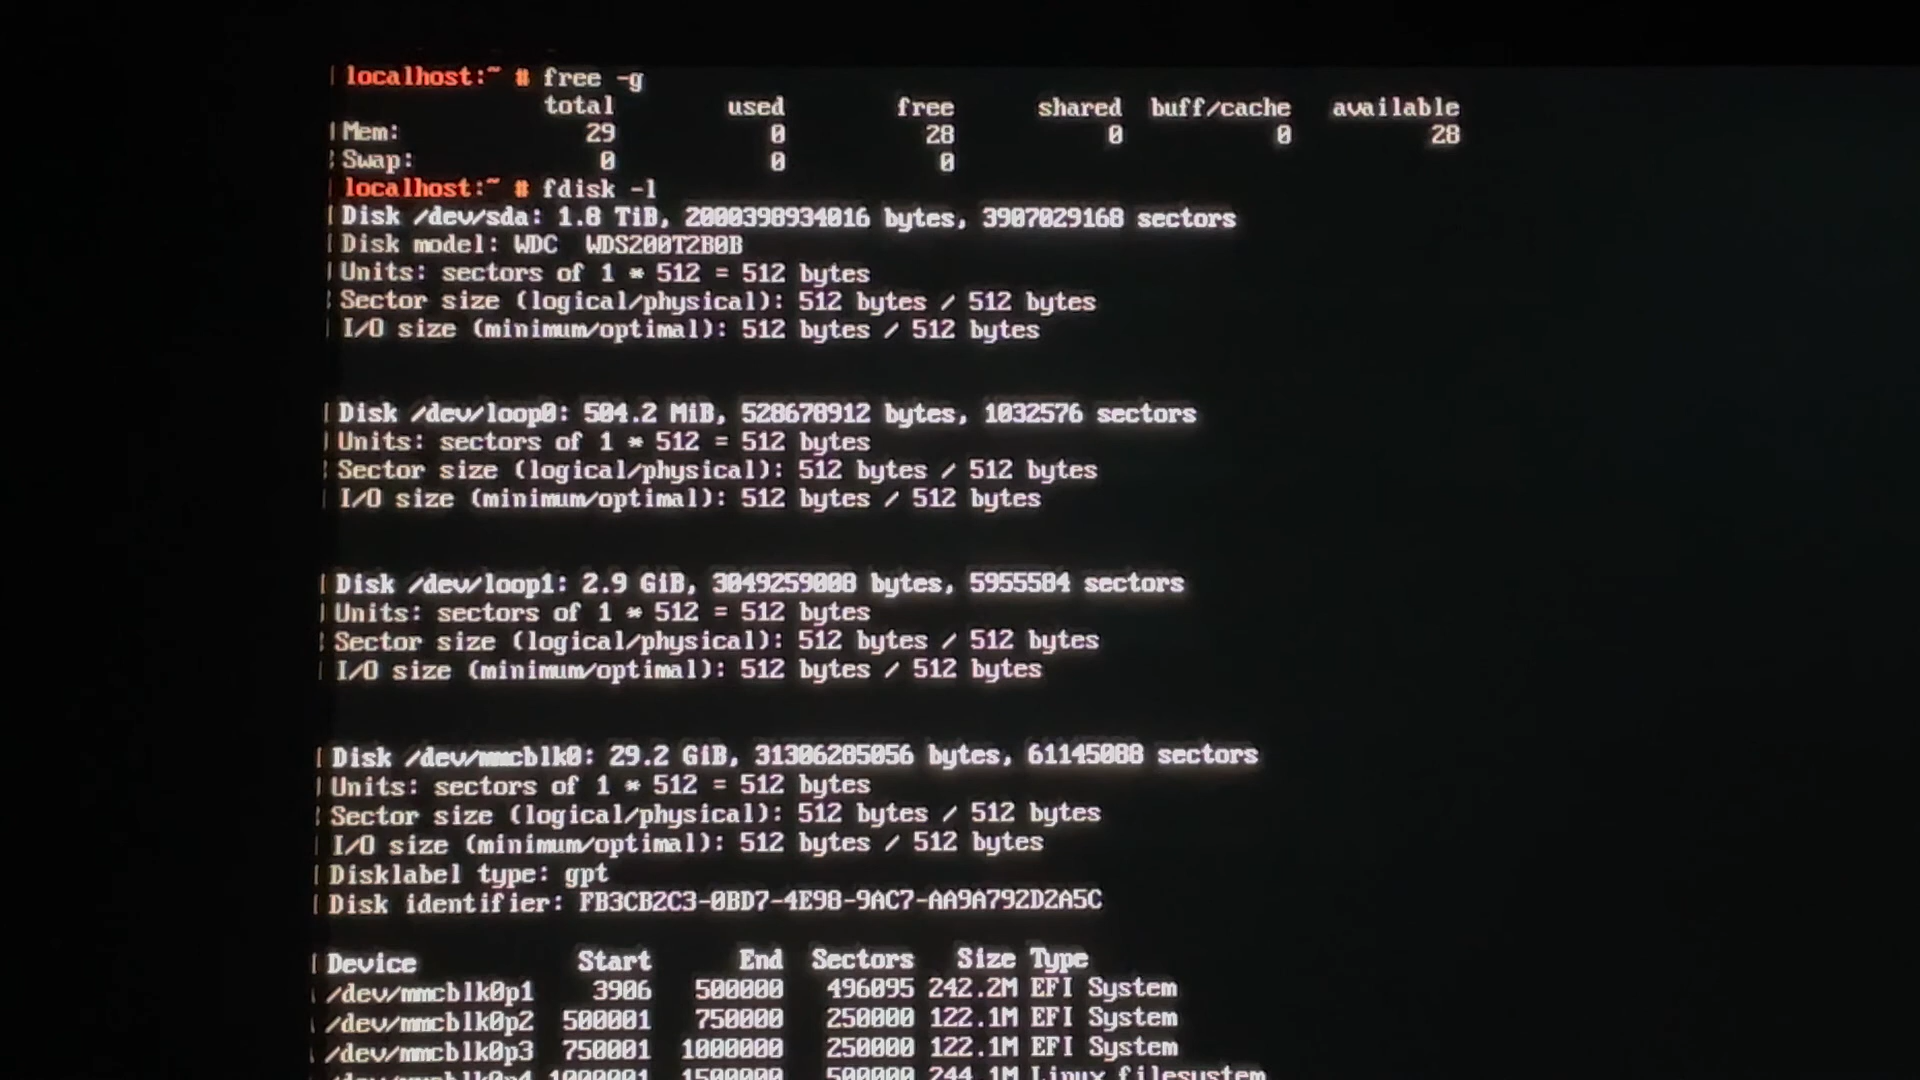 localhost:~ # free -g
total used free shared buff/cache available
Mem: 29 0 28 0 0 28
Swap: 0 0 0
localhost:~ # fdisk -l
Disk /dev/sda: 1.8 TiB, 2000398934016 bytes, 3907029168 sectors
Disk model: WDC  WDS200T2B0B
Units: sectors of 1 * 512 = 512 bytes
Sector size (logical/physical): 512 bytes / 512 bytes
I/O size (minimum/optimal): 512 bytes / 512 bytes
Disk /dev/loop0: 504.2 MiB, 528678912 bytes, 1032576 sectors
Units: sectors of 1 * 512 = 512 bytes
Sector size (logical/physical): 512 bytes / 512 bytes
I/O size (minimum/optimal): 512 bytes / 512 bytes
Disk /dev/loop1: 2.9 GiB, 3049259008 bytes, 5955584 sectors
Units: sectors of 1 * 512 = 512 bytes
Sector size (logical/physical): 512 bytes / 512 bytes
I/O size (minimum/optimal): 512 bytes / 512 bytes
Disk /dev/mmcblk0: 29.2 GiB, 31306285056 bytes, 61145088 sectors
Units: sectors of 1 * 512 = 512 bytes
Sector size (logical/physical): 512 bytes / 512 bytes
I/O size (minimum/optimal): 512 bytes / 512 bytes
Disklabel type: gpt
Disk identifier: FB3CB2C3-0BD7-4E98-9AC7-AA9A792D2A5C
Device Start End Sectors Size Type
/dev/mmcblk0p1 3906 500000 496095 242.2M EFI System
/dev/mmcblk0p2 500001 750000 250000 122.1M EFI System
/dev/mmcblk0p3 750001 1000000 250000 122.1M EFI System
/dev/mmcblk0p4 1000001 1500000 500000 244.1M Linux filesystem